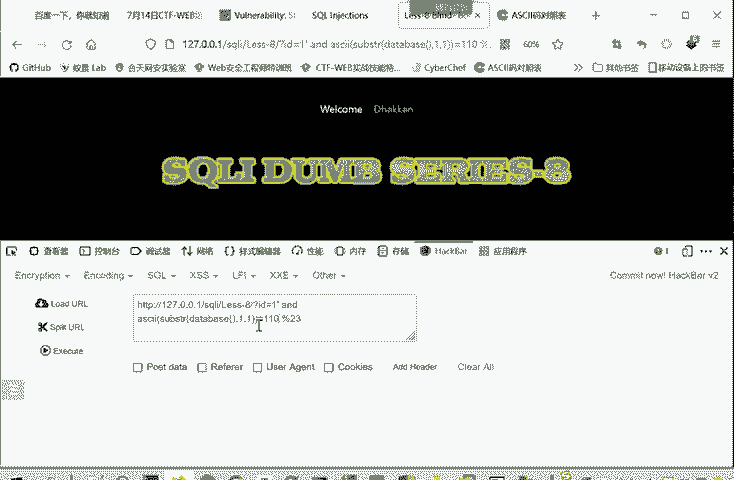 百度一下，你就知道
7月14日CTF-WEB
Vulnerability: S
SQL Injections
Less-8 Blind- Bo
ASCII码对照表
127.0.0.1/sqli/Less-8/?id=1' and ascii(substr(database(),1,1))=110 %
60%
GitHub
蚁景 Lab
合天网安实验室
Web安全工程师特训班
CTF-WEB实战技能特...
CyberChef
ASCII码对照表
其他书签
移动设备上的书签
Welcome Dhakkan
SQLI DUMB SERIES-8
查看器
控制台
调试器
网络
样式编辑器
性能
内存
存储
HackBar
应用程序
1
Encryption
Encoding
SQL
XSS
LFI
XXE
Other
Commit now! HackBar v2
Load URL
Split URL
Execute
http://127.0.0.1/sqli/Less-8/?id=1' and
ascii(substr(database(),1,1))=110 %23
Post data
Referer
User Agent
Cookies
Add Header
Clear All